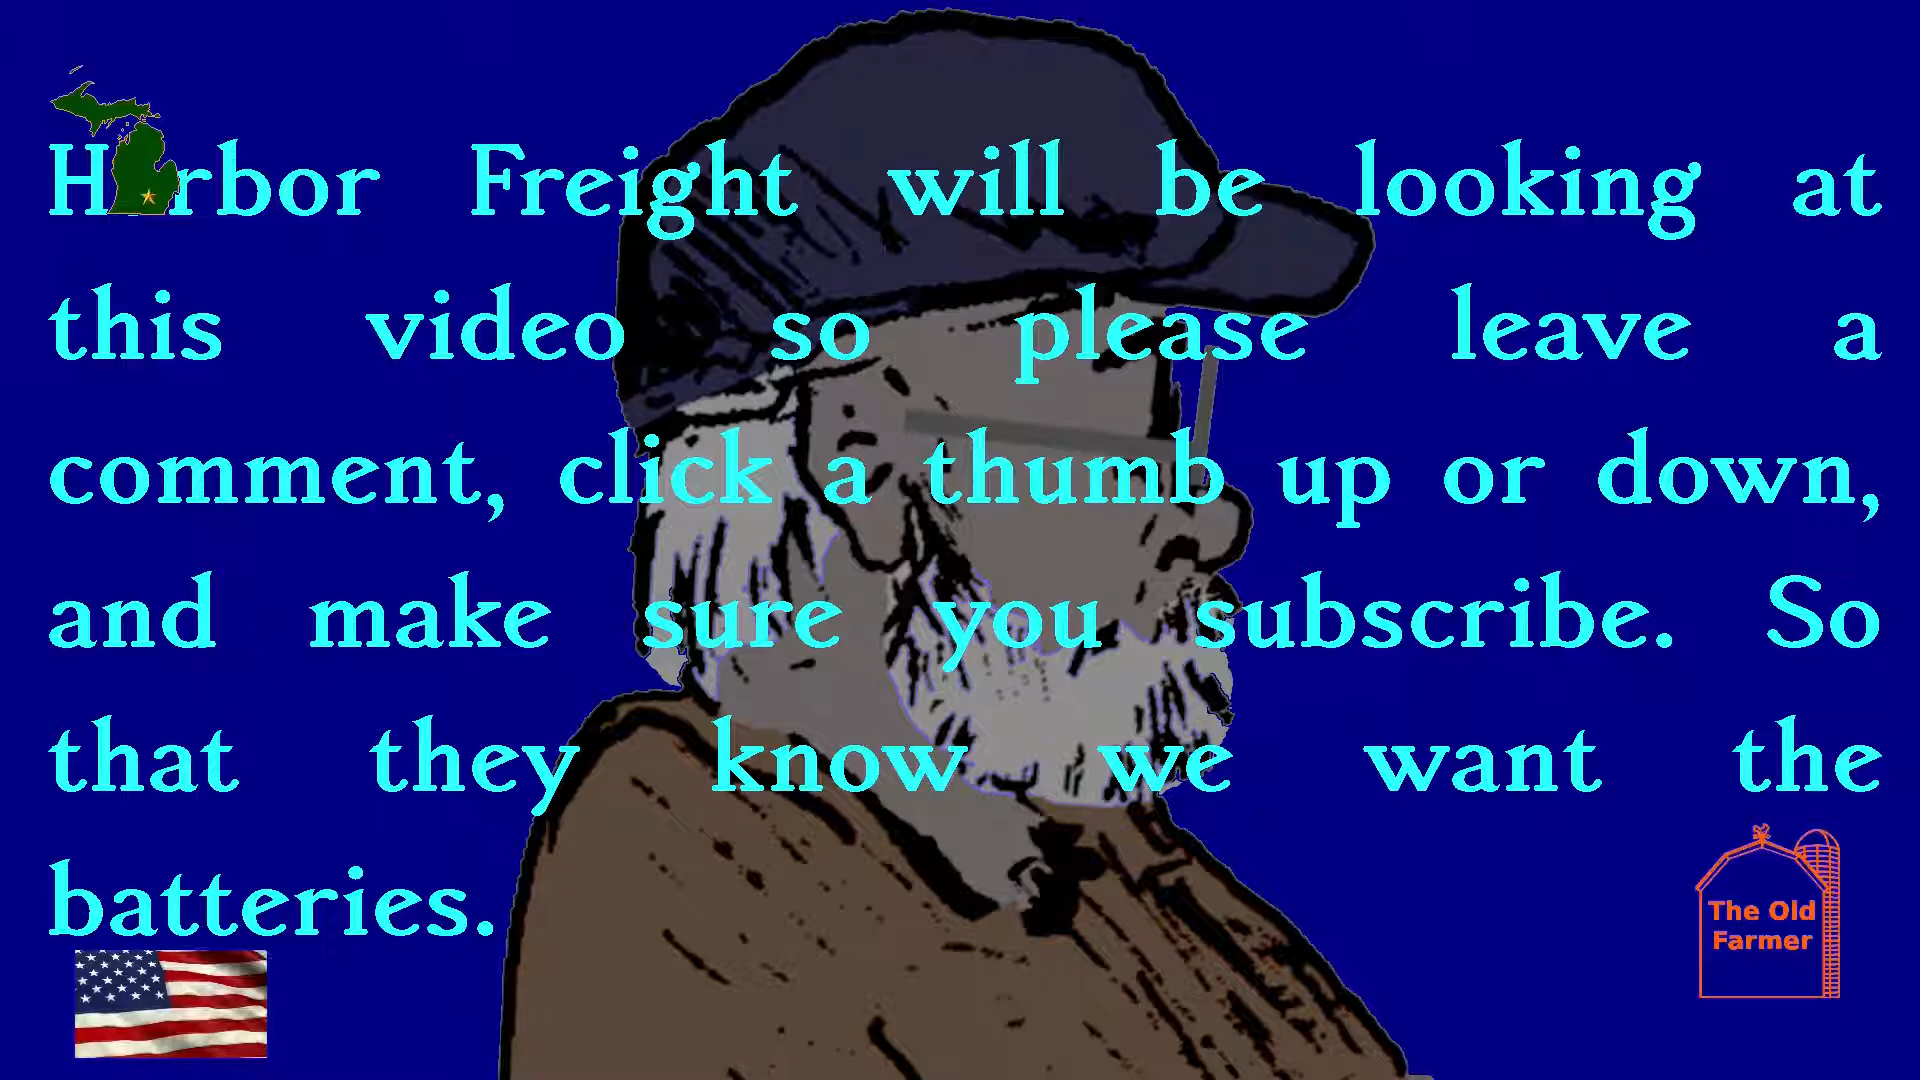 Harbor Freight will be looking at
this video so please leave a
comment, click a thumb up or down,
and make sure you subscribe. So
that they know we want the
batteries.
The Old
Farmer